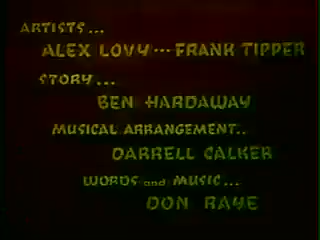 ARTISTS...
ALEX LOVY... FRANK TIPPER
STORY...
BEN HARDAWAY
MUSICAL ARRANGEMENT..
DARRELL CALKER
WORDS and MUSIC...
DON RAYE